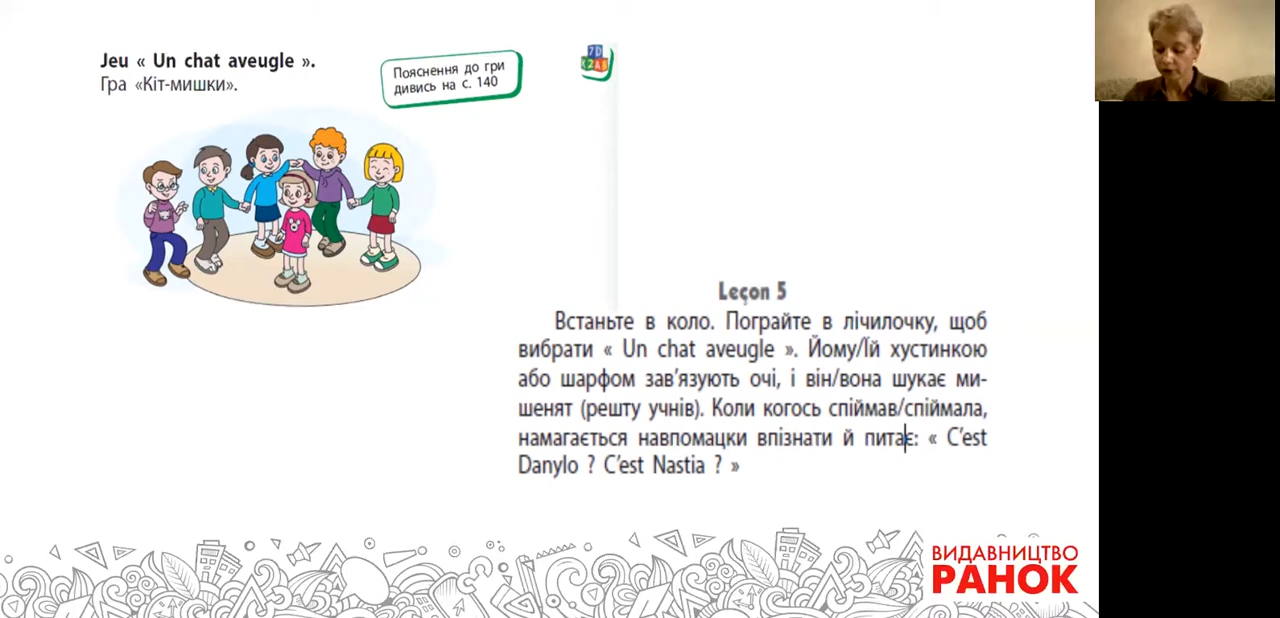 Jeu « Un chat aveugle ».
Гра «Кіт-мишки».
Пояснення до гри
дивись на с. 140
Leçon 5
Встаньте в коло. Пограйте в лічилочку, щоб
вибрати « Un chat aveugle ». Йому/Їй хустинкою
або шарфом зав’язують очі, і він/вона шукає ми-
шенят (решту учнів). Коли когось спіймав/спіймала,
намагається навпомацки впізнати й питає: « C’est
Danylo ? C’est Nastia ? »
ВИДАВНИЦТВО
РАНОК